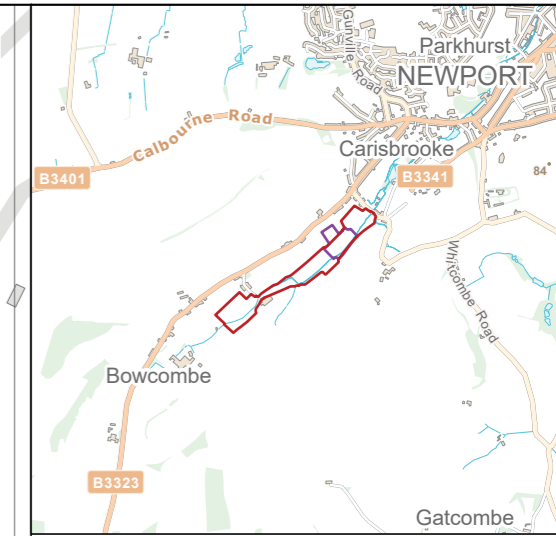 Parkhurst
NEWPORT
Gunville Road
Calbourne Road
Carisbrooke
B3401
B3341
84
Whitcombe Road
Bowcombe
B3323
Gatcombe